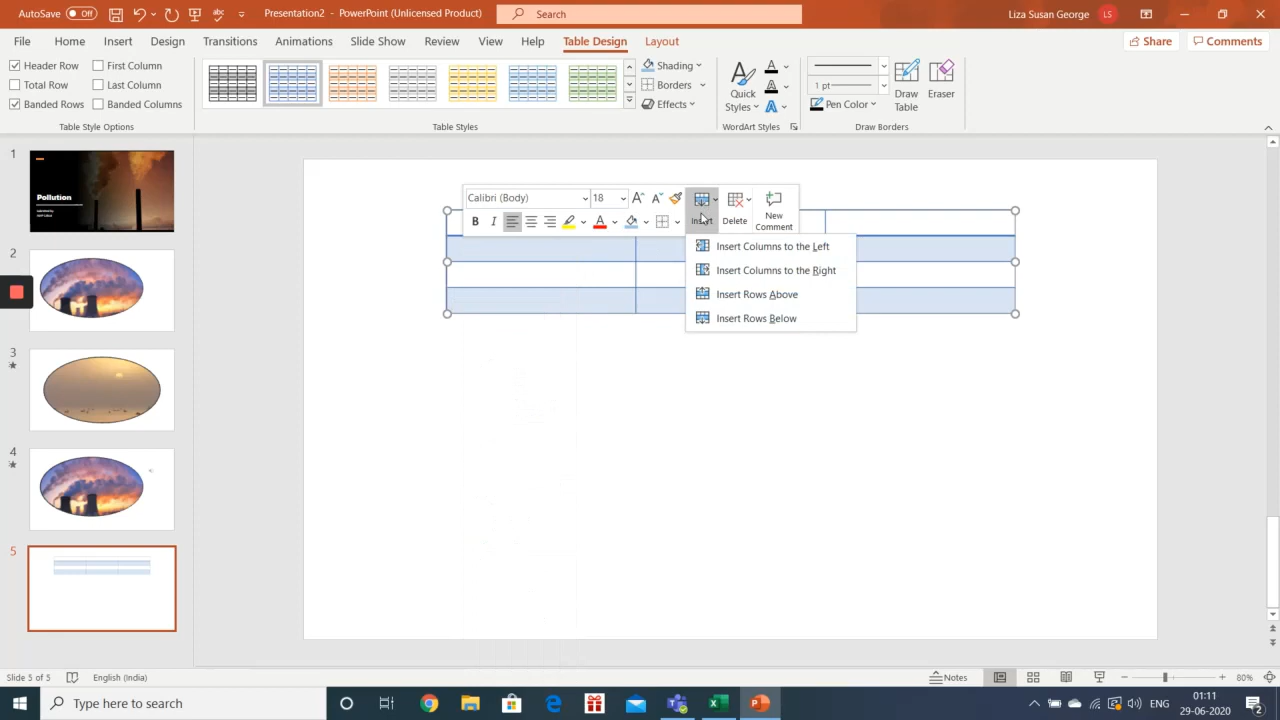 AutoSave Off Presentation2 - PowerPoint (Unlicensed Product) Search Liza Susan George LS
File Home Insert Design Transitions Animations Slide Show Review View Help Table Design Layout Share Comments
Header Row First Column
Total Row Last Column
Banded Rows Banded Columns
Table Style Options
Table Styles
Shading
Borders
Effects
Quick
Styles
WordArt Styles
1 pt
Pen Color
Draw
Table
Eraser
Draw Borders
1
Pollution
2
3
4
5
Calibri (Body) 18
B I
Insert
Delete
New
Comment
Insert Columns to the Left
Insert Columns to the Right
Insert Rows Above
Insert Rows Below
Slide 5 of 5 English (India) Notes 80%
Type here to search
ENG
01:11
29-06-2020
2